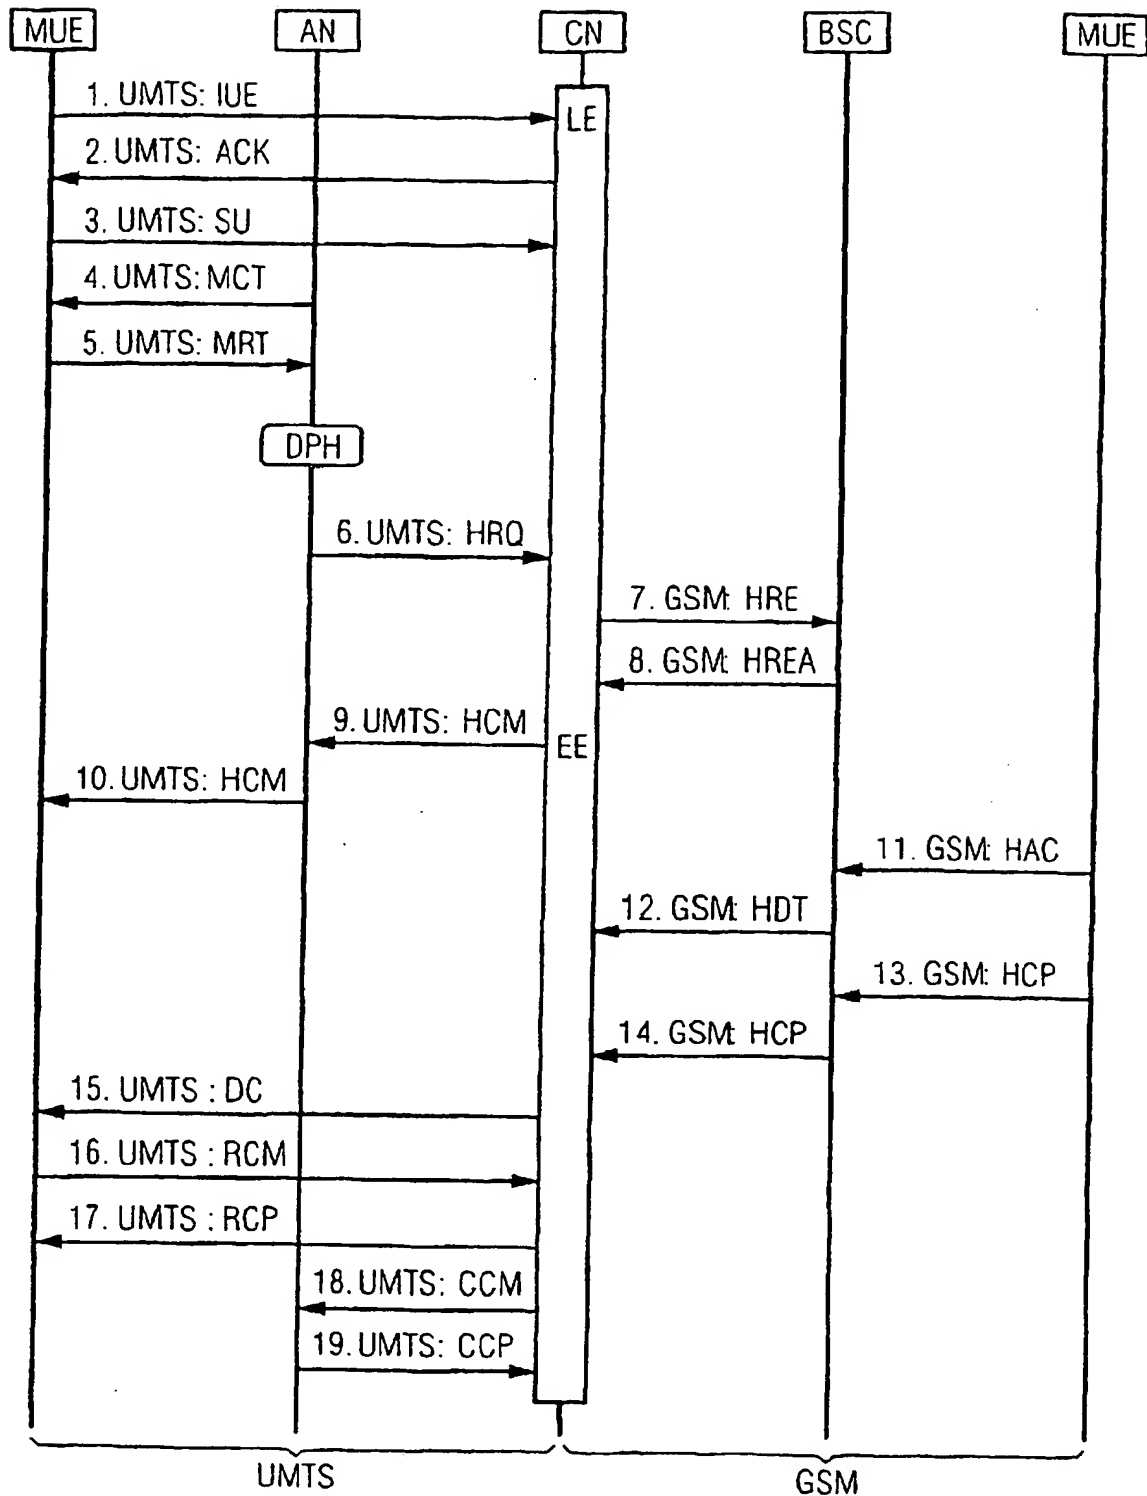 MUE AN CN BSC MUE
1. UMTS: IUE
LE
2. UMTS: ACK
3. UMTS: SU
4. UMTS: MCT
5. UMTS: MRT
DPH
6. UMTS: HRQ
7. GSM: HRE
8. GSM: HREA
9. UMTS: HCM
EE
10. UMTS: HCM
11. GSM: HAC
12. GSM: HDT
13. GSM: HCP
14. GSM: HCP
15. UMTS : DC
16. UMTS : RCM
17. UMTS : RCP
18. UMTS: CCM
19. UMTS: CCP
UMTS GSM